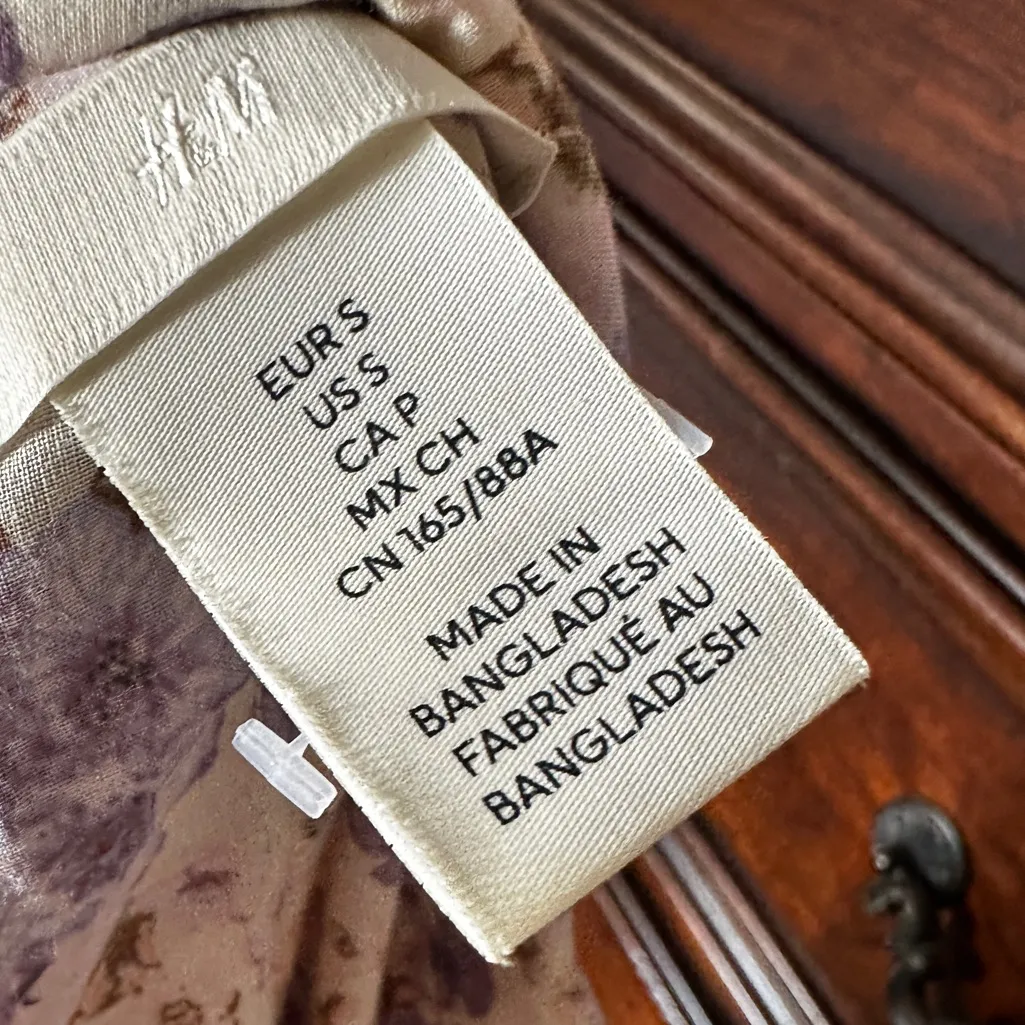 H&M
EUR S
US S
CA P
MX CH
CN 165/88A
MADE IN
BANGLADESH
FABRIQUÉ AU
BANGLADESH